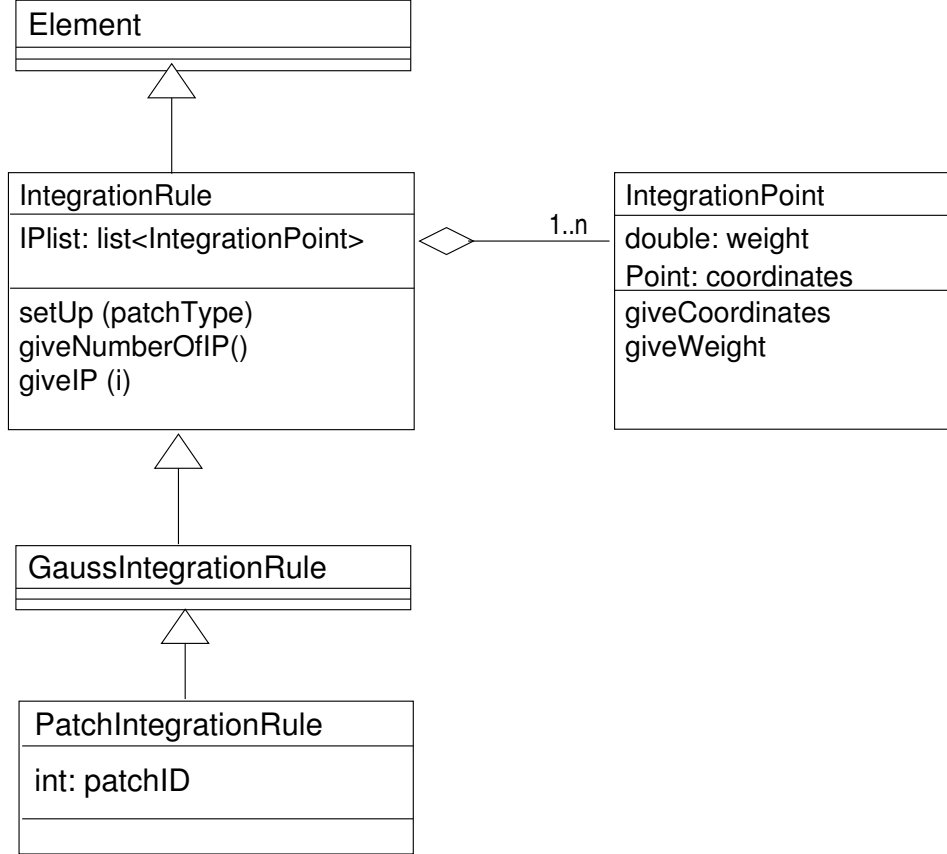 Element
IntegrationRule
IPlist: list<IntegrationPoint>
setUp (patchType)
giveNumberOfIP()
giveIP (i)
1..n
IntegrationPoint
double: weight
Point: coordinates
giveCoordinates
giveWeight
GaussIntegrationRule
PatchIntegrationRule
int: patchID